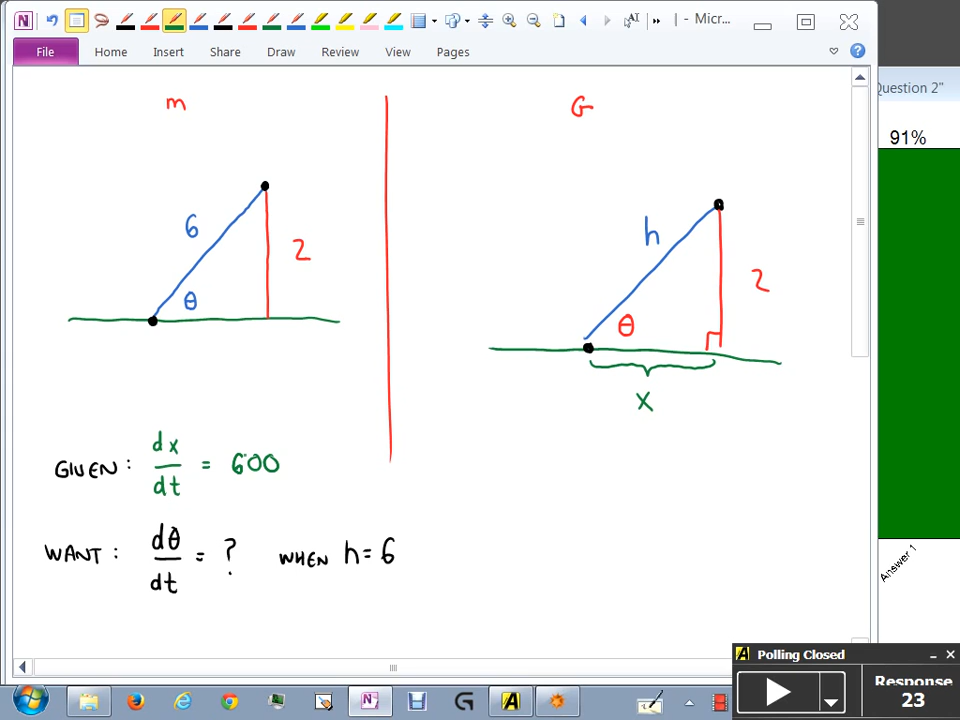 | - Micr...
File Home Insert Share Draw Review View Pages
Question 2"
91%
m
G
6
2
θ
h
2
θ
x
GIVEN: dx/dt = 600
WANT: dθ/dt = ? WHEN h = 6
Answer 1
Polling Closed
Response
23